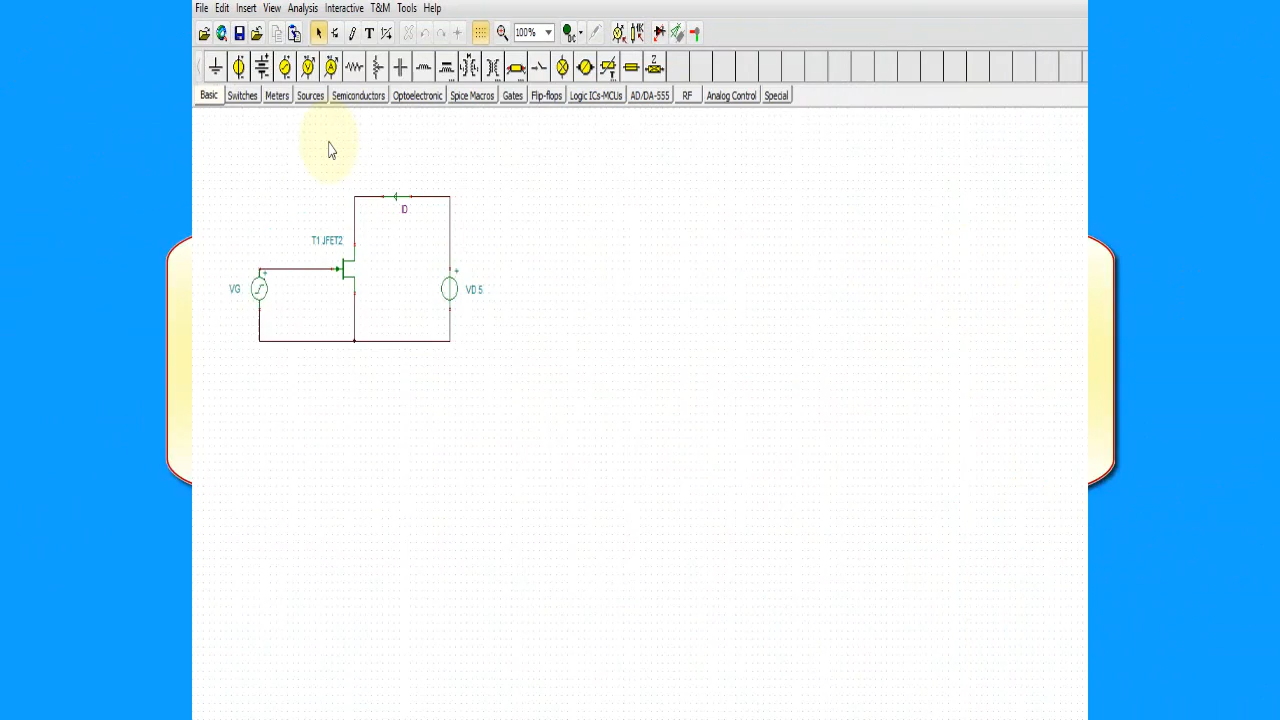 File Edit Insert View Analysis Interactive T&M Tools Help
100%
Basic Switches Meters Sources Semiconductors Optoelectronic Spice Macros Gates Flip-flops Logic ICs-MCUs AD/DA-555 RF Analog Control Special
ID
T1 JFET2
VG
VD 5